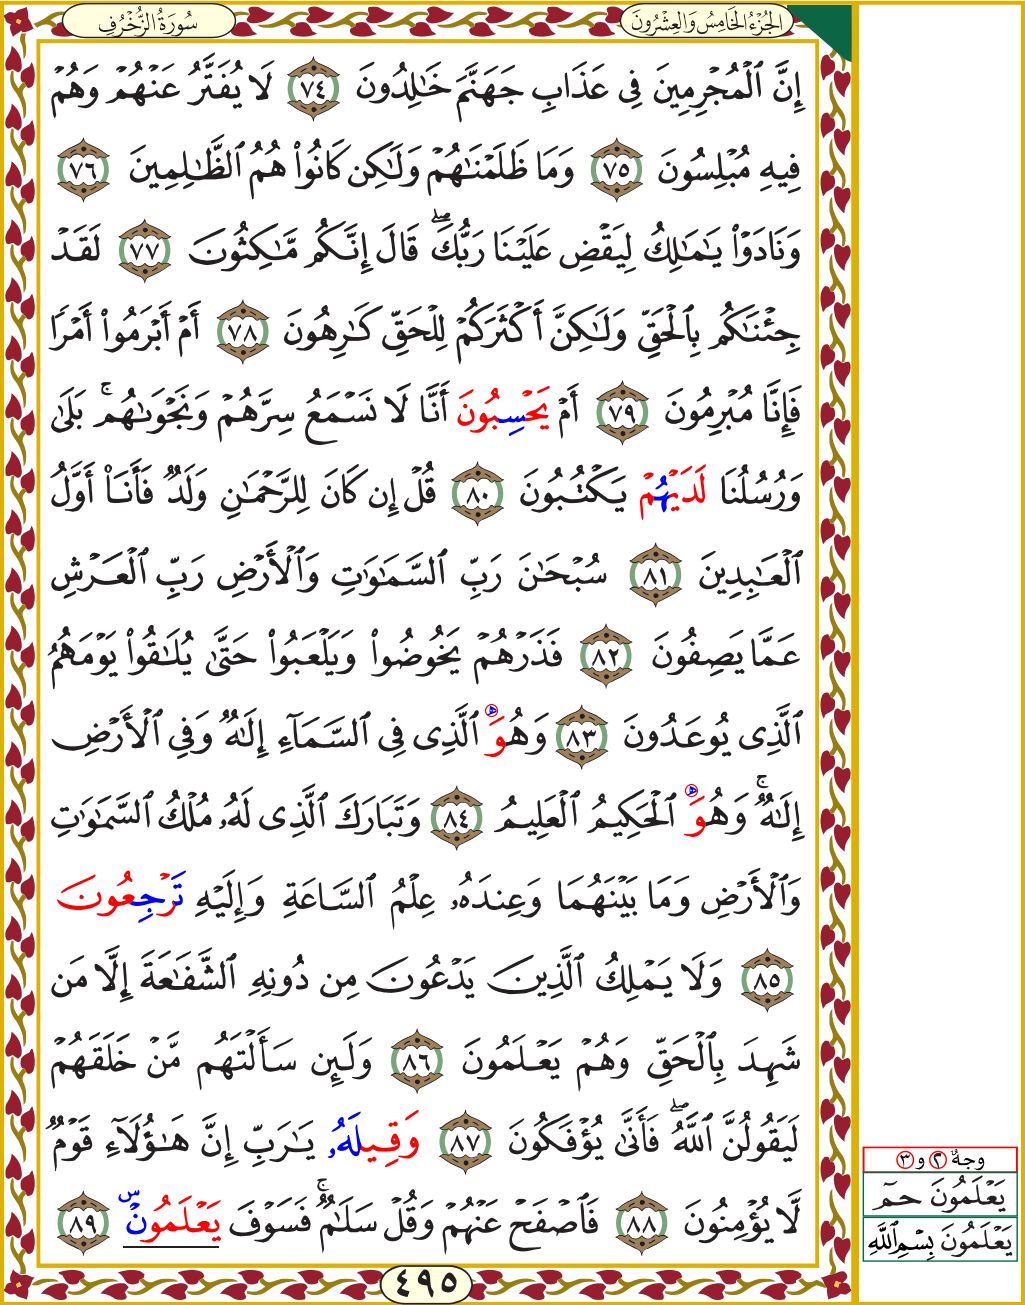 سُورَةُ الزُّخْرُفِ
الجُزْءُ الخَامِسُ وَالعِشْرُونَ
إِنَّ ٱلْمُجْرِمِينَ فِى عَذَابِ جَهَنَّمَ خَـٰلِدُونَ ٧٤ لَا يُفَتَّرُ عَنْهُمْ وَهُمْ
فِيهِ مُبْلِسُونَ ٧٥ وَمَا ظَلَمْنَـٰهُمْ وَلَـٰكِن كَانُوا۟ هُمُ ٱلظَّـٰلِمِينَ ٧٦
وَنَادَوْا۟ يَـٰمَـٰلِكُ لِيَقْضِ عَلَيْنَا رَبُّكَ ۖ قَالَ إِنَّكُم مَّـٰكِثُونَ ٧٧ لَقَدْ
جِئْنَـٰكُم بِٱلْحَقِّ وَلَـٰكِنَّ أَكْثَرَكُمْ لِلْحَقِّ كَـٰرِهُونَ ٧٨ أَمْ أَبْرَمُوا۟ أَمْرًا
فَإِنَّا مُبْرِمُونَ ٧٩ أَمْ يَحْسِبُونَ أَنَّا لَا نَسْمَعُ سِرَّهُمْ وَنَجْوَىٰهُم ۚ بَلَىٰ
وَرُسُلُنَا لَدَيْهُمْ يَكْتُبُونَ ٨٠ قُلْ إِن كَانَ لِلرَّحْمَـٰنِ وَلَدٌ فَأَنَا۠ أَوَّلُ
ٱلْعَـٰبِدِينَ ٨١ سُبْحَـٰنَ رَبِّ ٱلسَّمَـٰوَٰتِ وَٱلْأَرْضِ رَبِّ ٱلْعَرْشِ
عَمَّا يَصِفُونَ ٨٢ فَذَرْهُمْ يَخُوضُوا۟ وَيَلْعَبُوا۟ حَتَّىٰ يُلَـٰقُوا۟ يَوْمَهُمُ
ٱلَّذِى يُوعَدُونَ ٨٣ وَهُوَ ٱلَّذِى فِى ٱلسَّمَآءِ إِلَـٰهٌ وَفِى ٱلْأَرْضِ
إِلَـٰهٌ ۚ وَهُوَ ٱلْحَكِيمُ ٱلْعَلِيمُ ٨٤ وَتَبَارَكَ ٱلَّذِى لَهُۥ مُلْكُ ٱلسَّمَـٰوَٰتِ
وَٱلْأَرْضِ وَمَا بَيْنَهُمَا وَعِندَهُۥ عِلْمُ ٱلسَّاعَةِ وَإِلَيْهِ تَرْجِعُونَ
٨٥ وَلَا يَمْلِكُ ٱلَّذِينَ يَدْعُونَ مِن دُونِهِ ٱلشَّفَـٰعَةَ إِلَّا مَن
شَهِدَ بِٱلْحَقِّ وَهُمْ يَعْلَمُونَ ٨٦ وَلَئِن سَأَلْتَهُم مَّنْ خَلَقَهُمْ
لَيَقُولُنَّ ٱللَّهُ ۖ فَأَنَّىٰ يُؤْفَكُونَ ٨٧ وَقِيلَهُۥ يَـٰرَبِّ إِنَّ هَـٰٓؤُلَآءِ قَوْمٌ
لَّا يُؤْمِنُونَ ٨٨ فَٱصْفَحْ عَنْهُمْ وَقُلْ سَلَـٰمٌ ۚ فَسَوْفَ يَعْلَمُونَ ۜ ٨٩
وجهٌ ٢ و ٣
يَعْلَمُونَ حمٓ
يَعْلَمُونَ بِسْمِ ٱللَّهِ
٤٩٥